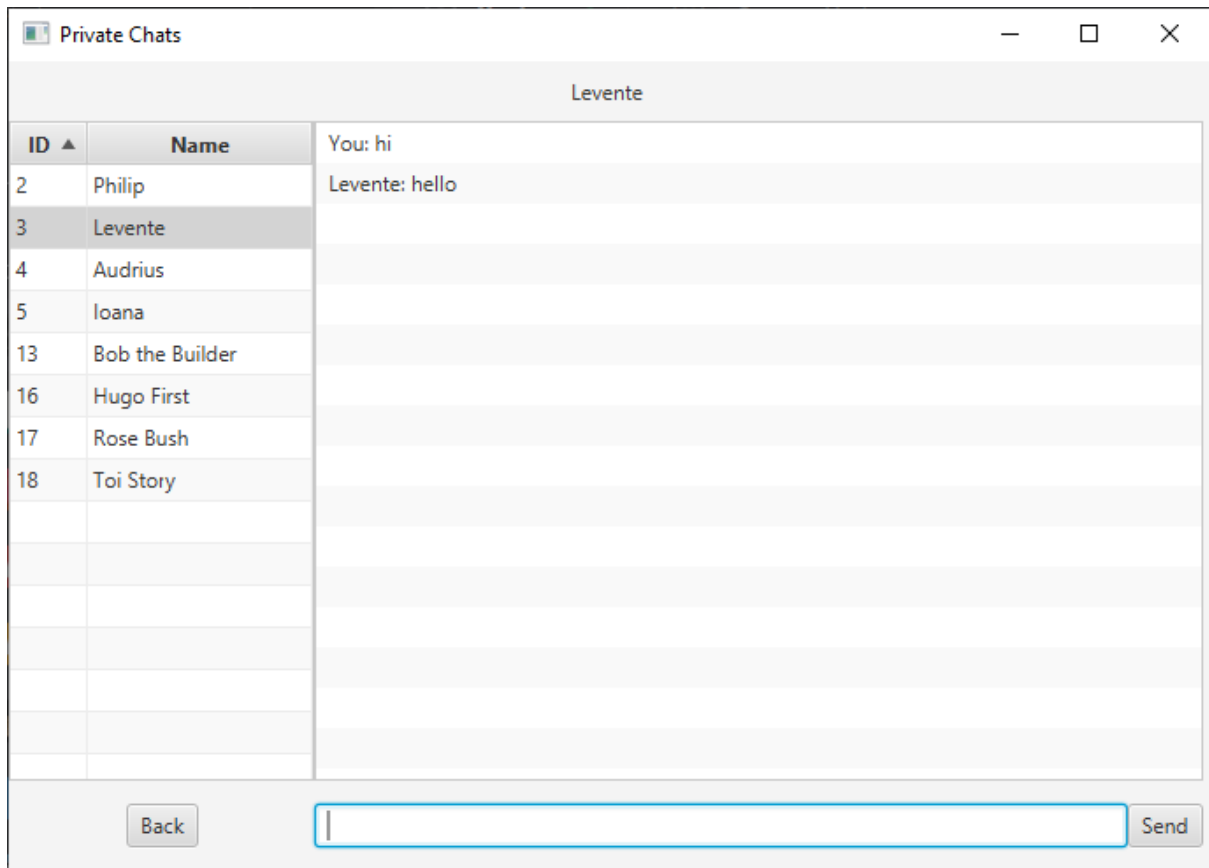 Private Chats
Levente
ID Name
2 Philip
3 Levente
4 Audrius
5 Ioana
13 Bob the Builder
16 Hugo First
17 Rose Bush
18 Toi Story
You: hi
Levente: hello
Back
Send